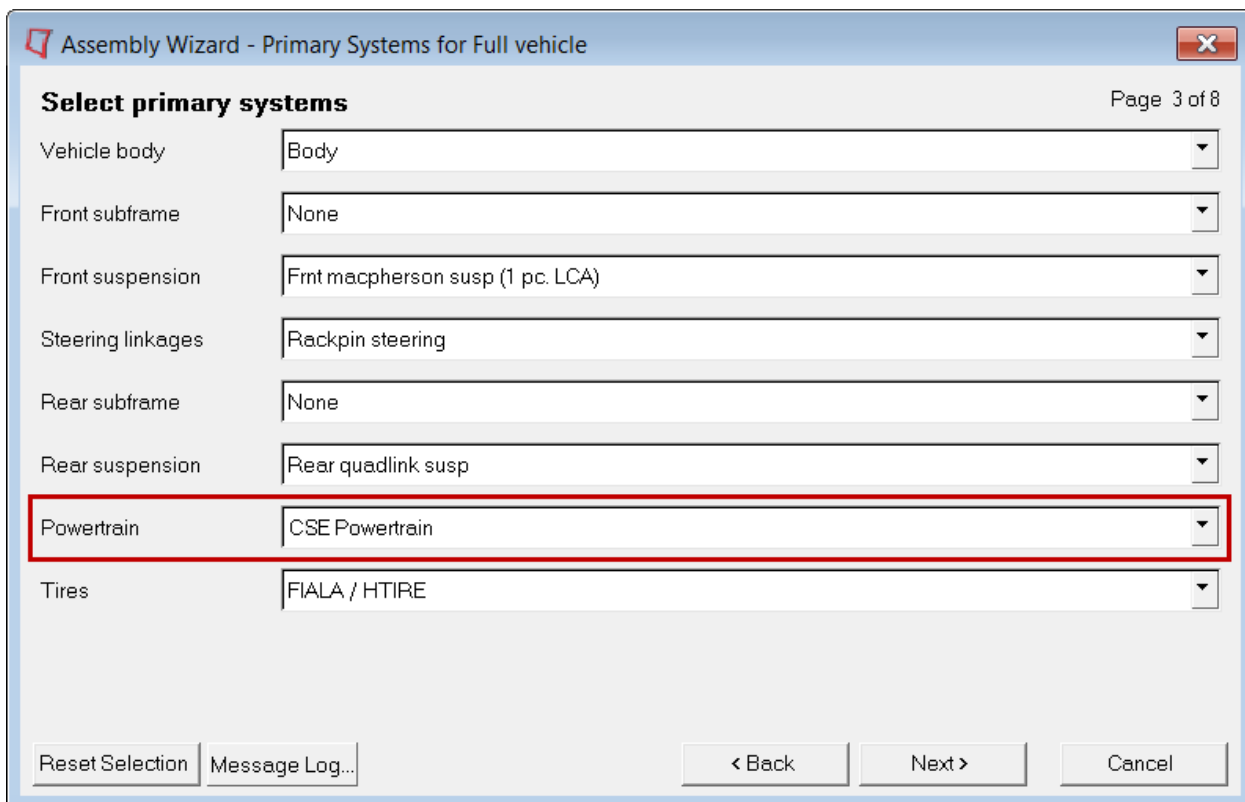 Assembly Wizard - Primary Systems for Full vehicle
Select primary systems
Page 3 of 8
Vehicle body
Body
Front subframe
None
Front suspension
Frnt macpherson susp (1 pc. LCA)
Steering linkages
Rackpin steering
Rear subframe
None
Rear suspension
Rear quadlink susp
Powertrain
CSE Powertrain
Tires
FIALA / HTIRE
Reset Selection
Message Log...
< Back
Next >
Cancel